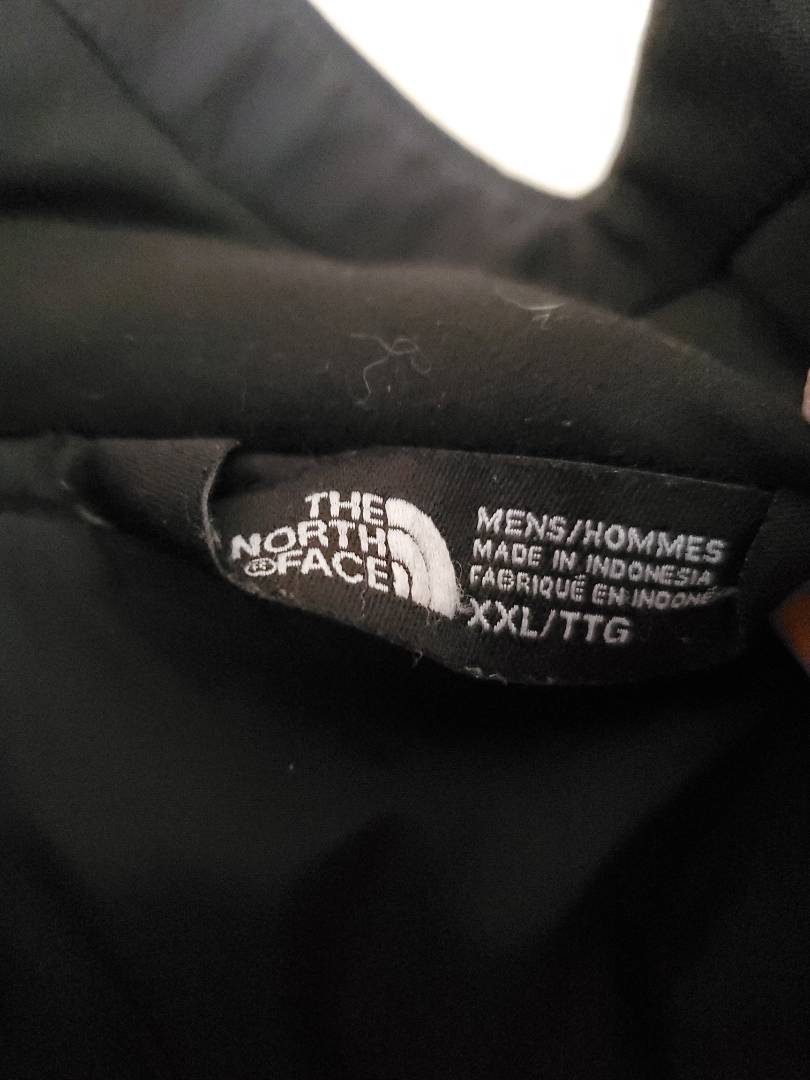 THE
NORTH
FACE
MENS/HOMMES
MADE IN INDONESIA
FABRIQUÉ EN
XXL/TTG